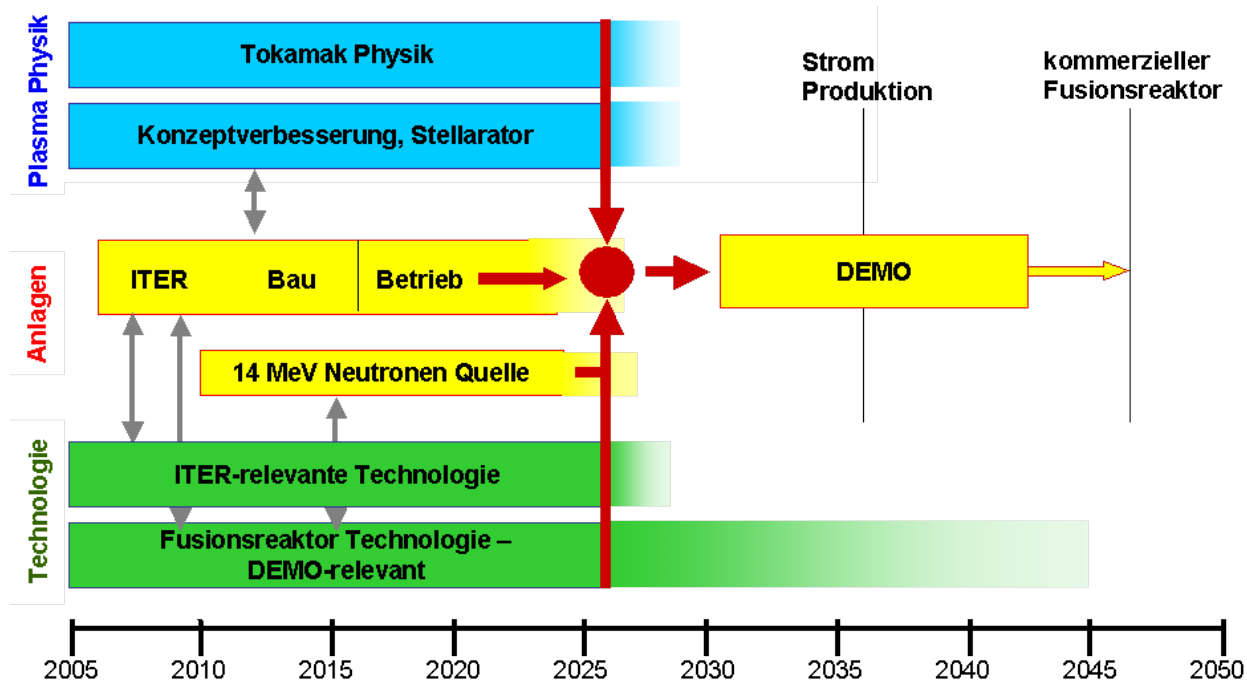 Plasma Physik
Tokamak Physik
Konzeptverbesserung, Stellarator
Strom
Produktion
kommerzieller
Fusionsreaktor
Anlagen
ITER Bau Betrieb
DEMO
14 MeV Neutronen Quelle
Technologie
ITER-relevante Technologie
Fusionsreaktor Technologie –
DEMO-relevant
2005 2010 2015 2020 2025 2030 2035 2040 2045 2050